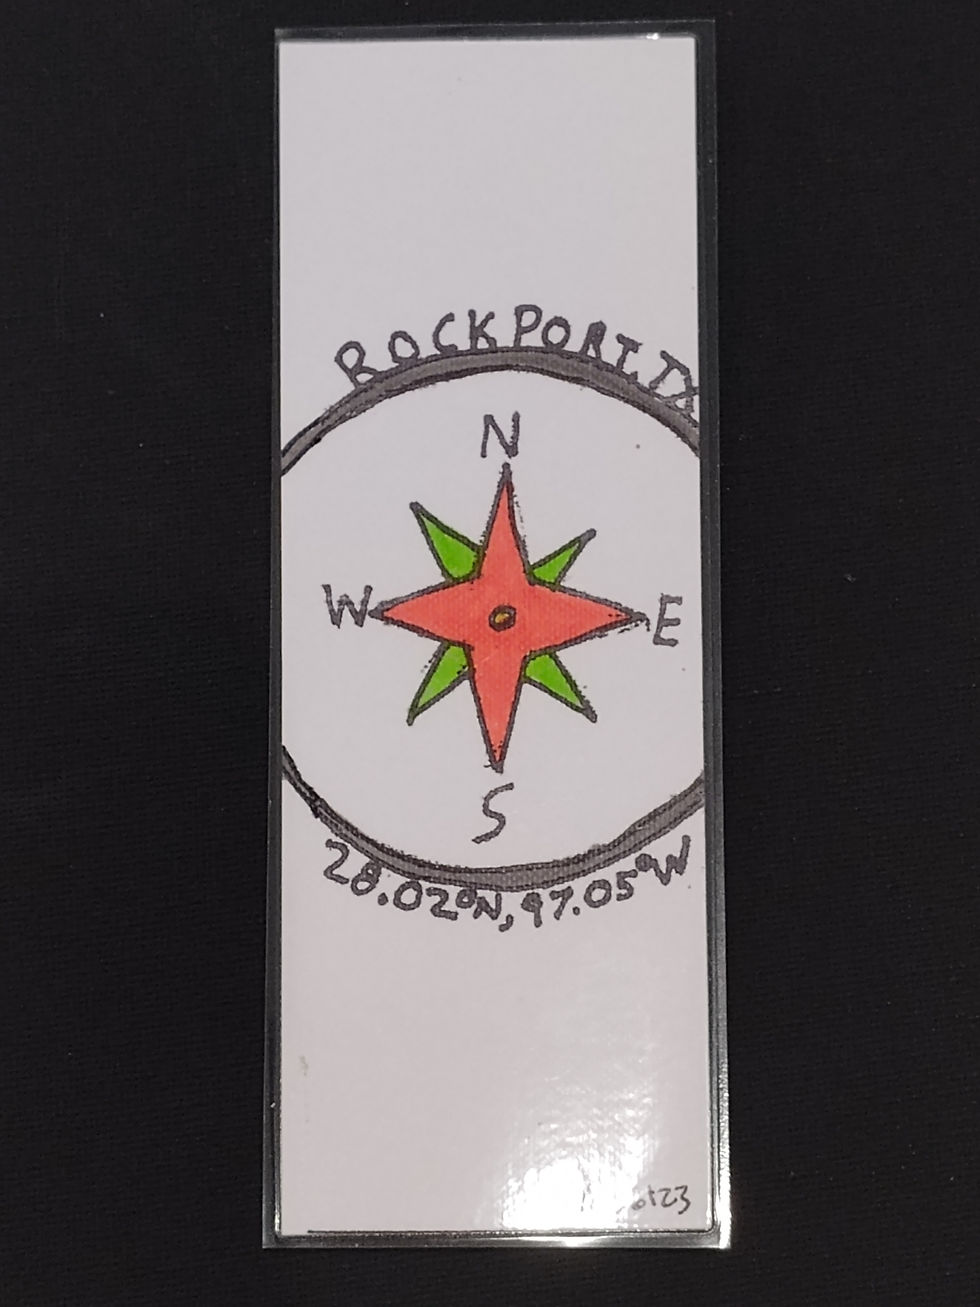 ROCKPORT, TX
N
W E
S
28.02°N, 97.05°W